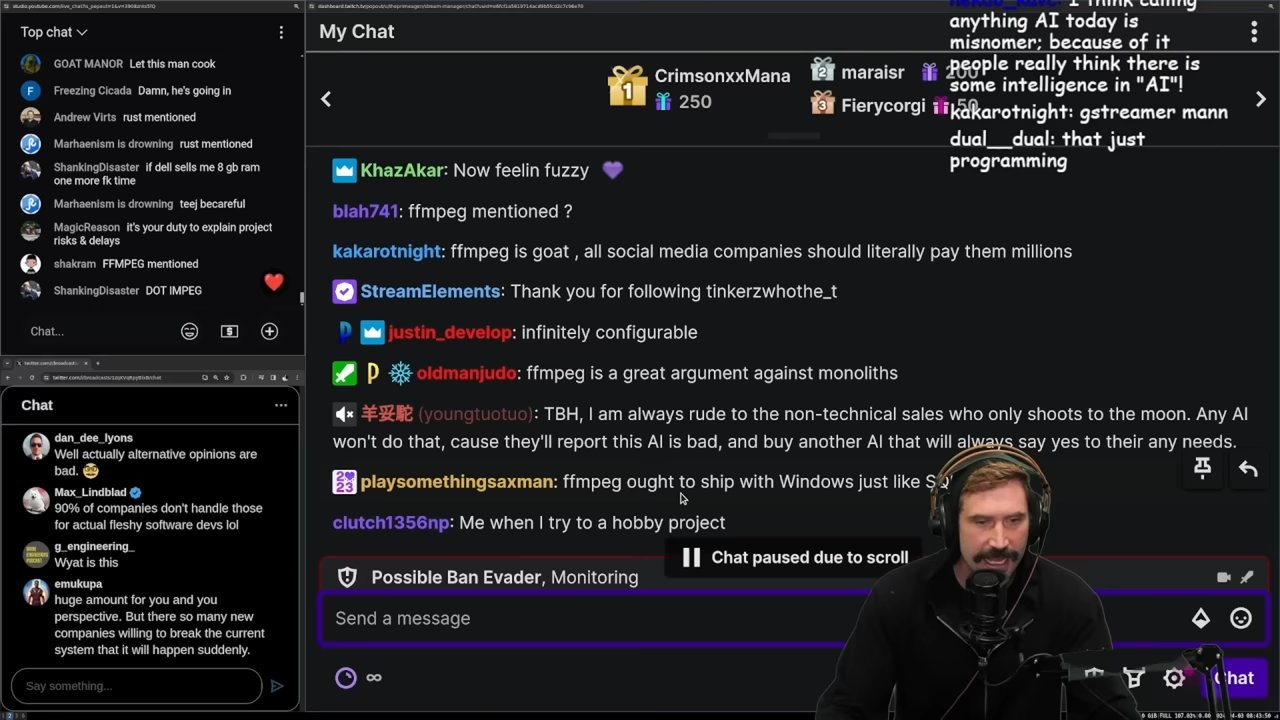 Top chat
GOAT MANOR Let this man cook
Freezing Cicada Damn, he's going in
Andrew Virts rust mentioned
Marhaenism is drowning rust mentioned
ShankingDisaster if dell sells me 8 gb ram
one more fk time
Marhaenism is drowning teej becareful
MagicReason it's your duty to explain project
risks & delays
shakram FFMPEG mentioned
ShankingDisaster DOT IMPEG
Chat...
Chat
dan_dee_lyons
Well actually alternative opinions are
bad.
Max_Lindblad
90% of companies don't handle those
for actual fleshy software devs lol
g_engineering_
Wyat is this
emukupa
huge amount for you and you
perspective. But there so many new
companies willing to break the current
system that it will happen suddenly.
Say something...
My Chat
1 CrimsonxxMana
250
2 maraisr 200
3 Fierycorgi 50
KhazAkar: Now feelin fuzzy
blah741: ffmpeg mentioned ?
kakarotnight: ffmpeg is goat , all social media companies should literally pay them millions
StreamElements: Thank you for following tinkerzwhothe_t
justin_develop: infinitely configurable
oldmanjudo: ffmpeg is a great argument against monoliths
羊妥駝 (youngtuotuo): TBH, I am always rude to the non-technical sales who only shoots to the moon. Any AI
won't do that, cause they'll report this AI is bad, and buy another AI that will always say yes to their any needs.
playsomethingsaxman: ffmpeg ought to ship with Windows just like
clutch1356np: Me when I try to a hobby project
Chat paused due to scroll
Possible Ban Evader, Monitoring
Send a message
∞
Chat
I think calling
anything AI today is
misnomer; because of it
people really think there is
some intelligence in "AI"!
kakarotnight: gstreamer mann
dual__dual: that just
programming